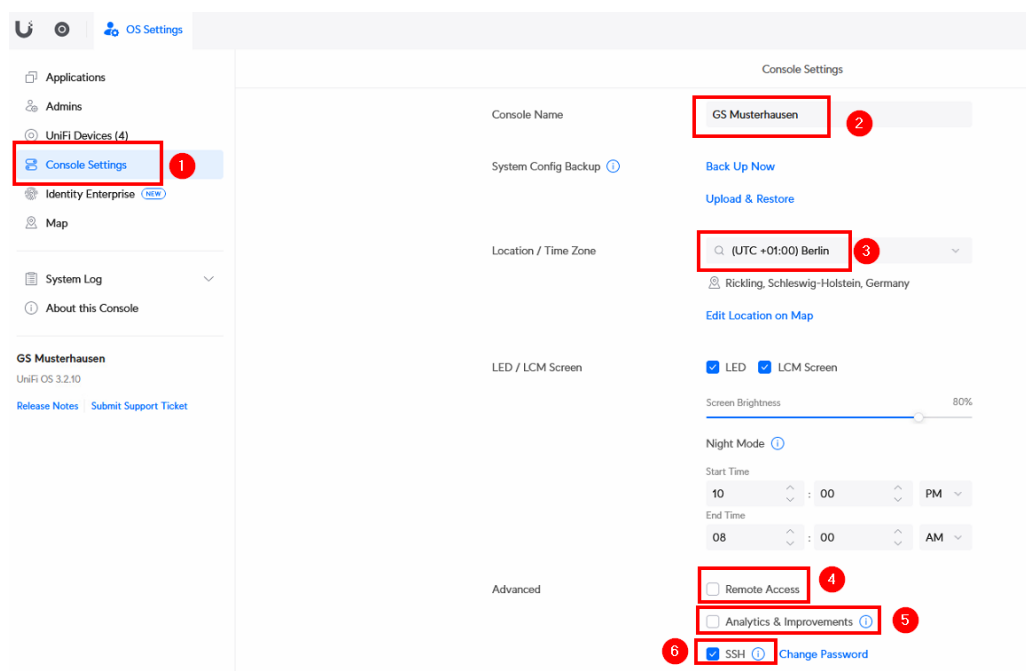 OS Settings
Console Settings
Applications
Admins
UniFi Devices (4)
Console Settings 1
Identity Enterprise NEW
Map
System Log
About this Console
GS Musterhausen
UniFi OS 3.2.10
Release Notes Submit Support Ticket
Console Name GS Musterhausen 2
System Config Backup Back Up Now
Upload & Restore
Location / Time Zone (UTC +01:00) Berlin 3
Rickling, Schleswig-Holstein, Germany
Edit Location on Map
LED / LCM Screen LED LCM Screen
Screen Brightness 80%
Night Mode
Start Time
10 : 00 PM
End Time
08 : 00 AM
Advanced Remote Access 4
Analytics & Improvements 5
6 SSH Change Password